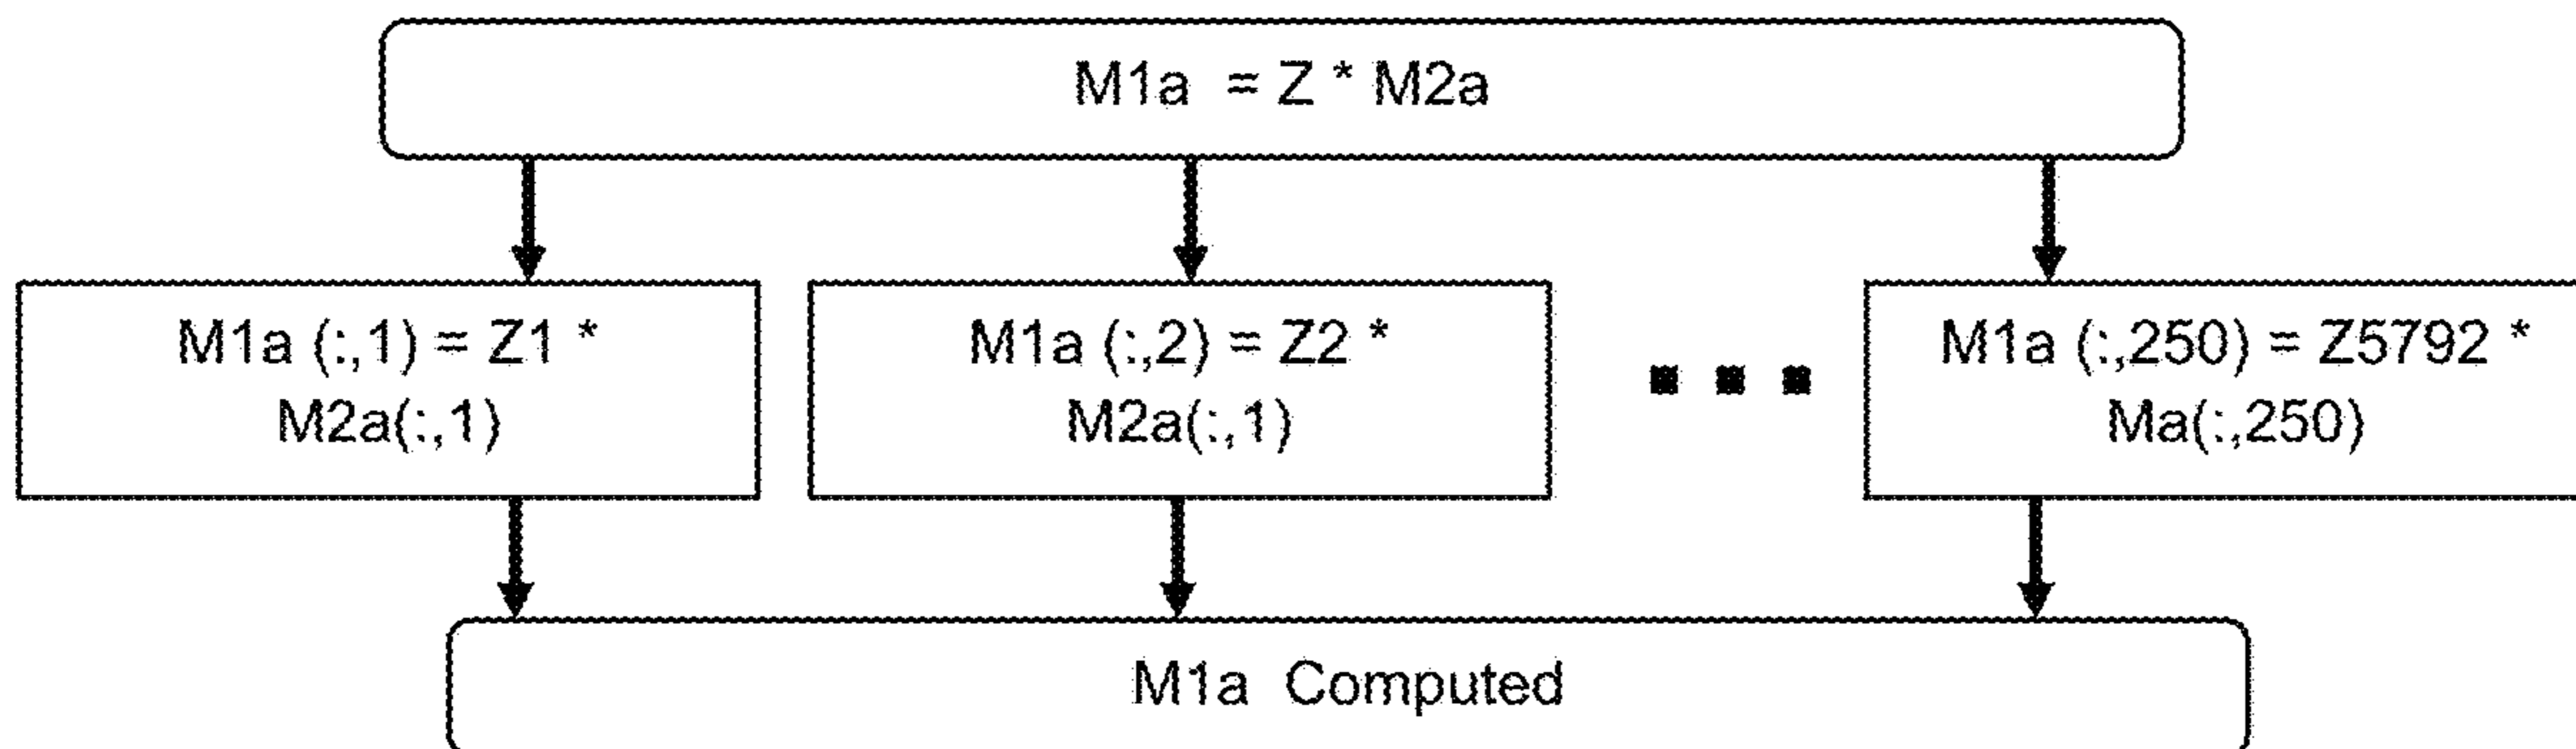 M1a = Z * M2a
M1a (:,1) = Z1 *
M2a(:,1)
M1a (:,2) = Z2 *
M2a(:,1)
M1a (:,250) = Z5792 *
Ma(:,250)
M1a Computed